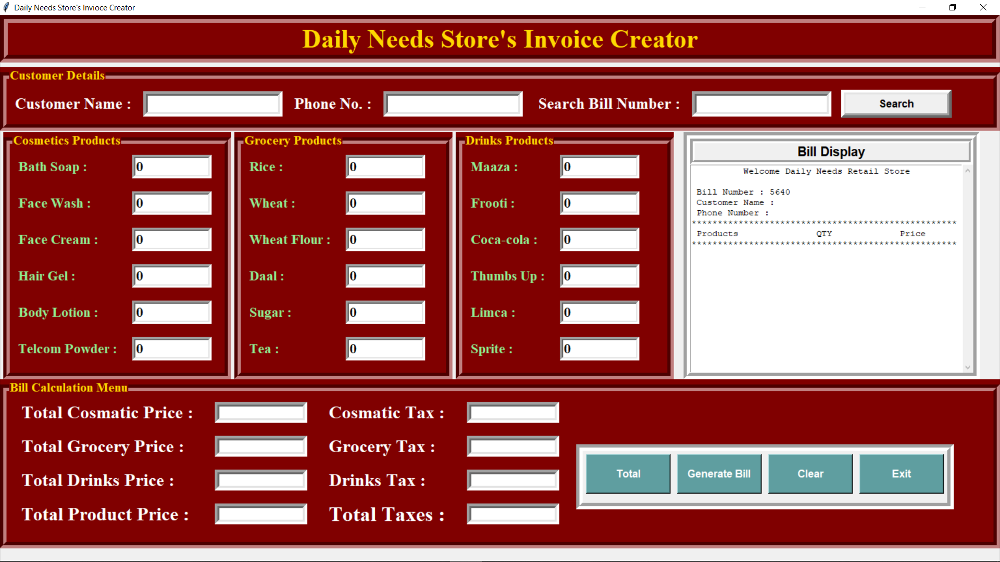 Daily Needs Store's Invioce Creator
Daily Needs Store's Invoice Creator
Customer Details
Customer Name : Phone No. : Search Bill Number : Search
Cosmetics Products
Bath Soap : 0
Face Wash : 0
Face Cream : 0
Hair Gel : 0
Body Lotion : 0
Telcom Powder : 0
Grocery Products
Rice : 0
Wheat : 0
Wheat Flour : 0
Daal : 0
Sugar : 0
Tea : 0
Drinks Products
Maaza : 0
Frooti : 0
Coca-cola : 0
Thumbs Up : 0
Limca : 0
Sprite : 0
Bill Display
Welcome Daily Needs Retail Store
Bill Number : 5640
Customer Name :
Phone Number :
***************************************************
Products QTY Price
***************************************************
Bill Calculation Menu
Total Cosmatic Price : Cosmatic Tax :
Total Grocery Price : Grocery Tax :
Total Drinks Price : Drinks Tax :
Total Product Price : Total Taxes :
Total Generate Bill Clear Exit